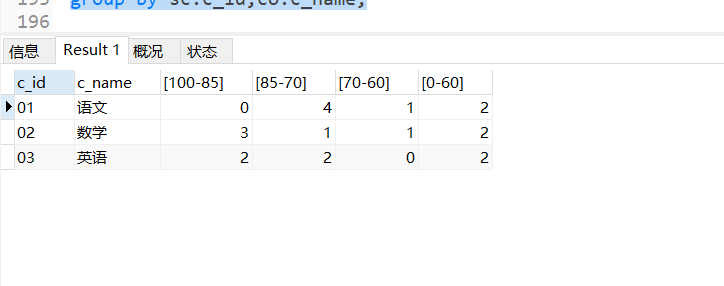 195 group by sc.c_id,co.c_name;
196
信息 Result 1 概况 状态
c_id c_name [100-85] [85-70] [70-60] [0-60]
01 语文 0 4 1 2
02 数学 3 1 1 2
03 英语 2 2 0 2